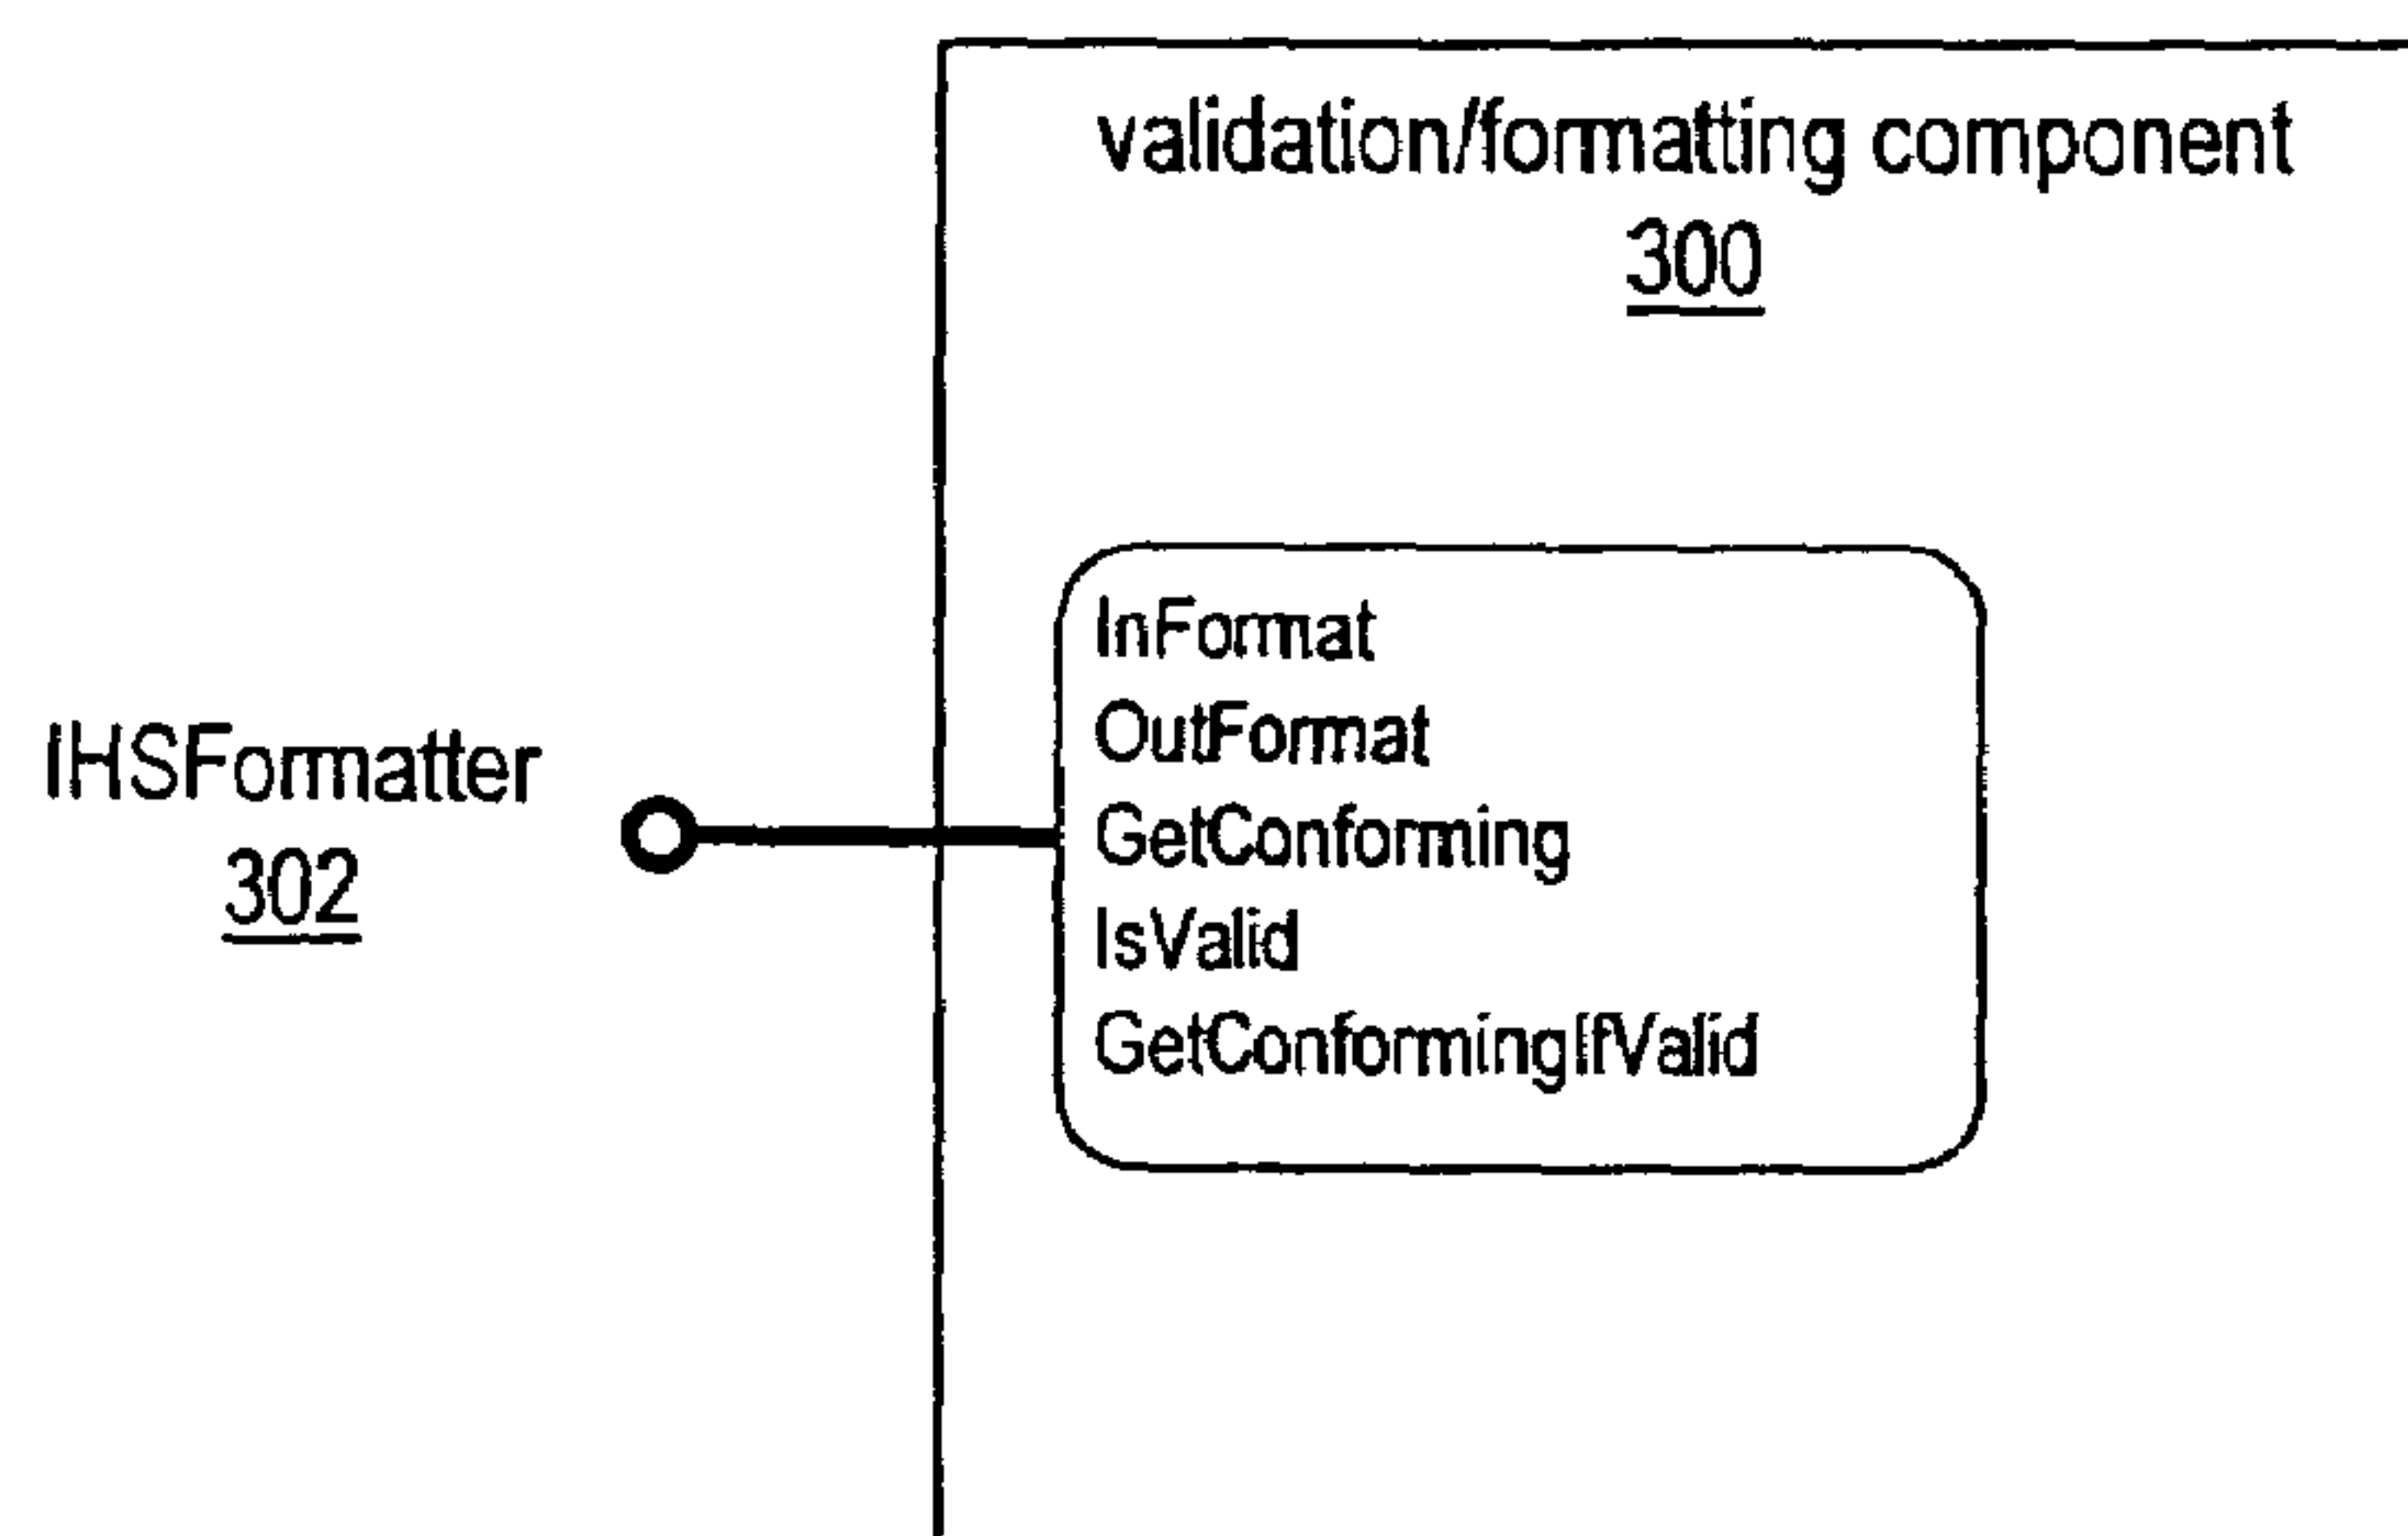 validation/formatting component
300
InFormat
OutFormat
GetConforming
IsValid
GetConformingIfValid
IHSFormatter
302